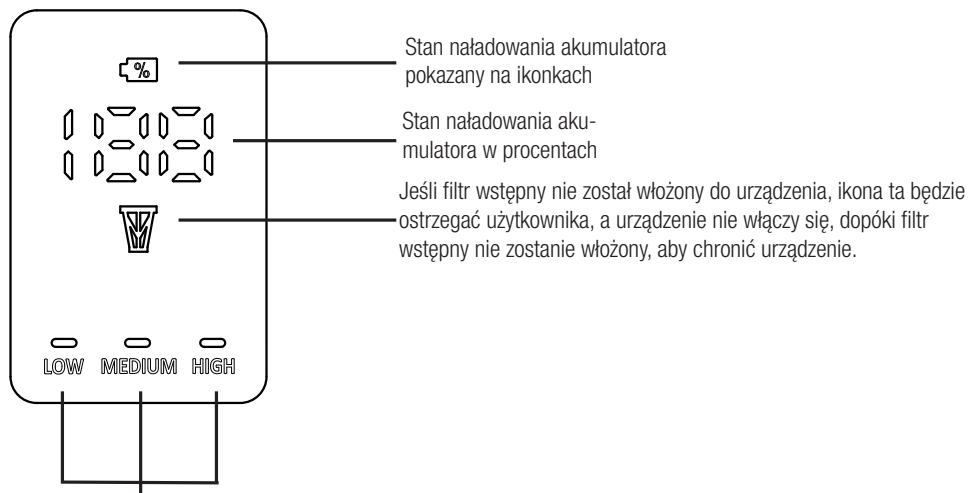 Stan naładowania akumulatora
pokazany na ikonkach
%
188
Stan naładowania aku-
mulatora w procentach
Jeśli filtr wstępny nie został włożony do urządzenia, ikona ta będzie
ostrzegać użytkownika, a urządzenie nie włączy się, dopóki filtr
wstępny nie zostanie włożony, aby chronić urządzenie.
LOW MEDIUM HIGH